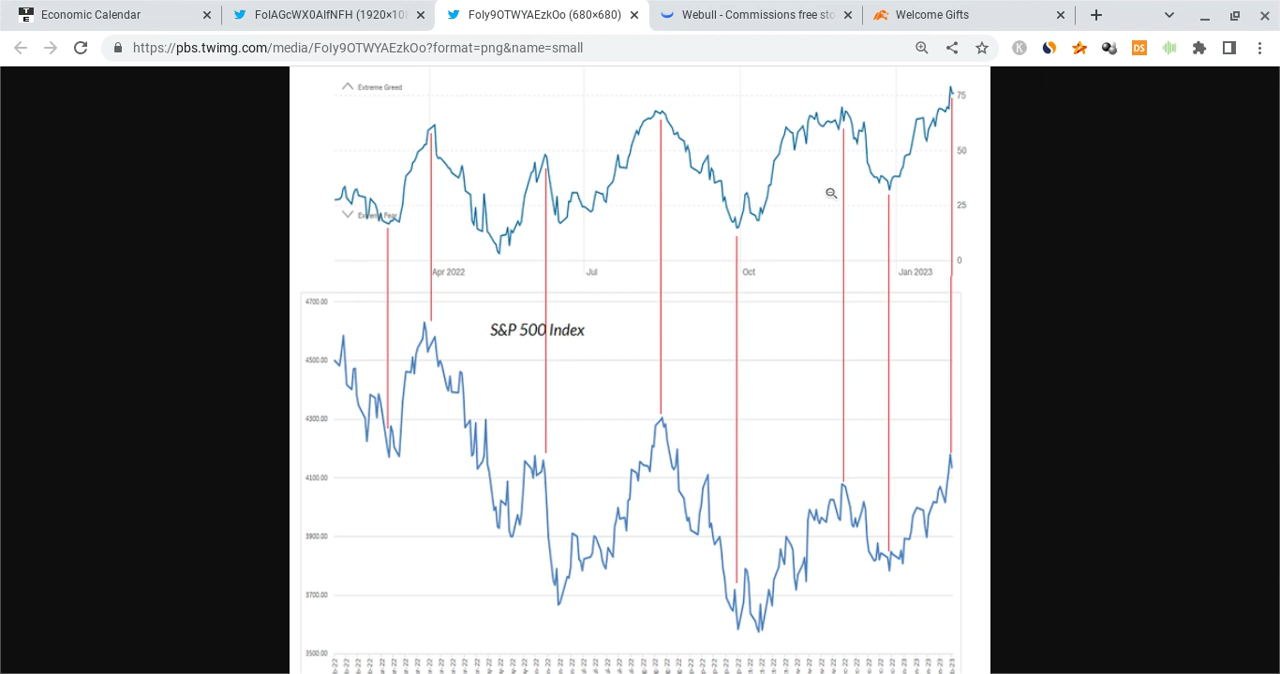 Economic Calendar
FoIAGcWX0AIfNFH (1920×10
FoIy9OTWYAEzkOo (680×680)
Webull - Commissions free sto
Welcome Gifts
https://pbs.twimg.com/media/FoIy9OTWYAEzkOo?format=png&name=small
Extreme Greed
75
50
25
Extreme Fear
0
Apr 2022
Jul
Oct
Jan 2023
4700.00
S&P 500 Index
4500.00
4300.00
4100.00
3900.00
3700.00
3500.00